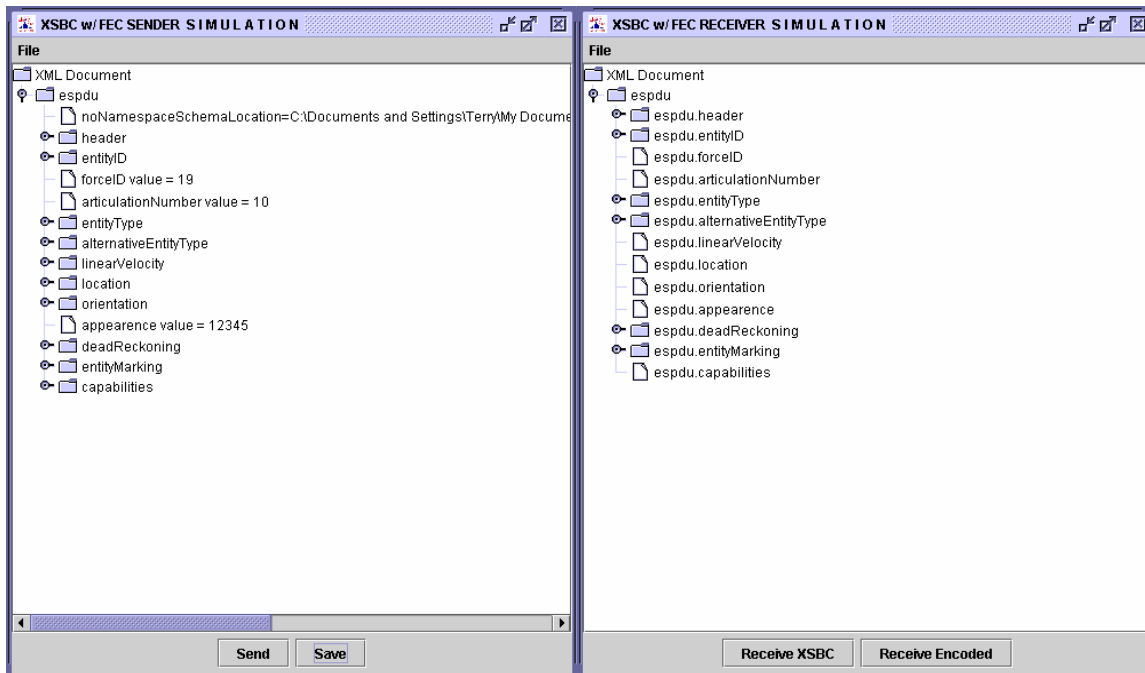 XSBC w/ FEC SENDER S I M U L A T I O N
File
XML Document
espdu
noNamespaceSchemaLocation=C:\Documents and Settings\Terry\My Docume
header
entityID
forceID value = 19
articulationNumber value = 10
entityType
alternativeEntityType
linearVelocity
location
orientation
appearence value = 12345
deadReckoning
entityMarking
capabilities
Send
Save
XSBC w/ FEC RECEIVER S I M U L A T I O N
File
XML Document
espdu
espdu.header
espdu.entityID
espdu.forceID
espdu.articulationNumber
espdu.entityType
espdu.alternativeEntityType
espdu.linearVelocity
espdu.location
espdu.orientation
espdu.appearence
espdu.deadReckoning
espdu.entityMarking
espdu.capabilities
Receive XSBC
Receive Encoded